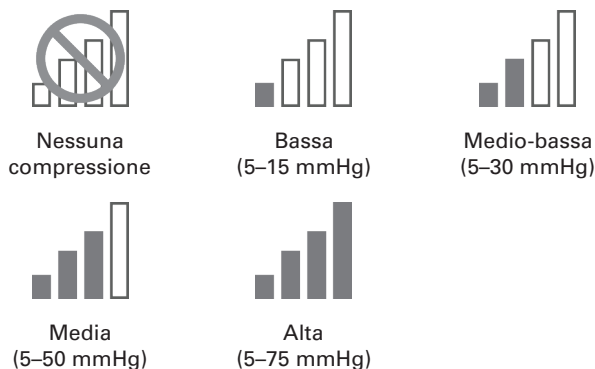 Nessuna
compressione
Bassa
(5–15 mmHg)
Medio-bassa
(5–30 mmHg)
Media
(5–50 mmHg)
Alta
(5–75 mmHg)